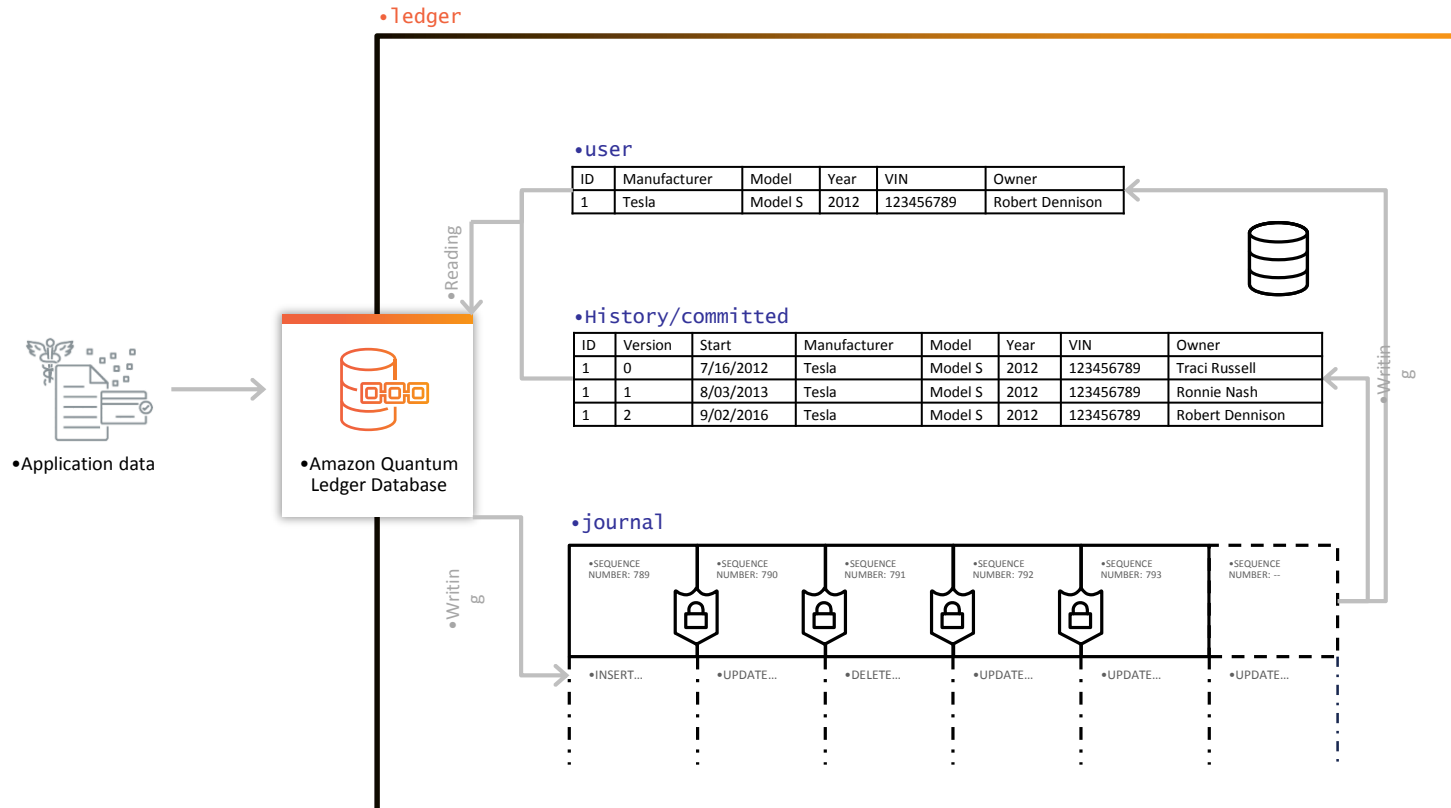 •ledger
•user
ID Manufacturer Model Year VIN Owner
1 Tesla Model S 2012 123456789 Robert Dennison
•Reading
•History/committed
ID Version Start Manufacturer Model Year VIN Owner
1 0 7/16/2012 Tesla Model S 2012 123456789 Traci Russell
1 1 8/03/2013 Tesla Model S 2012 123456789 Ronnie Nash
1 2 9/02/2016 Tesla Model S 2012 123456789 Robert Dennison
•Writin
g
•Application data
•Amazon Quantum
Ledger Database
•journal
•Writin
g
•SEQUENCE
NUMBER: 789
•SEQUENCE
NUMBER: 790
•SEQUENCE
NUMBER: 791
•SEQUENCE
NUMBER: 792
•SEQUENCE
NUMBER: 793
•SEQUENCE
NUMBER: --
•INSERT...
•UPDATE...
•DELETE...
•UPDATE...
•UPDATE...
•UPDATE...